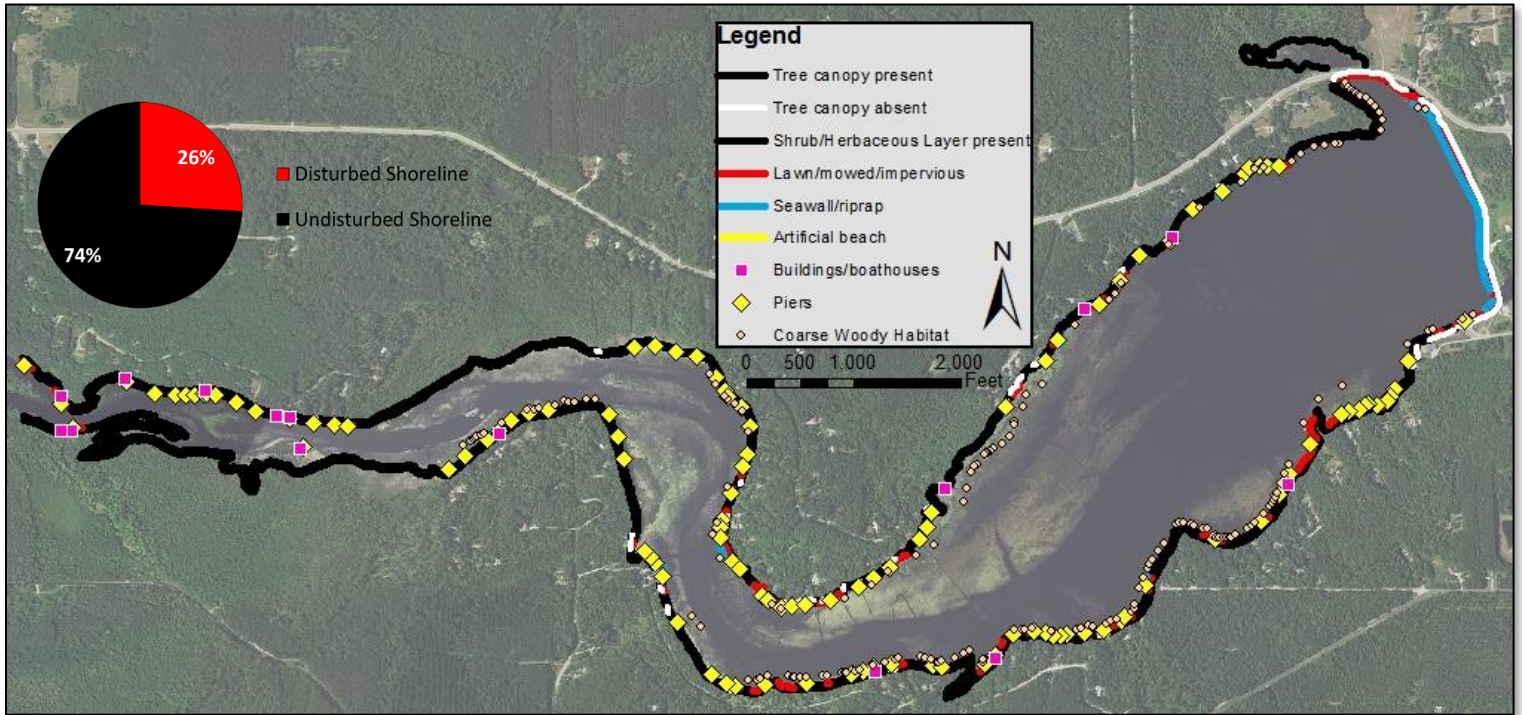 Legend
Tree canopy present
Tree canopy absent
Shrub/Herbaceous Layer present
Lawn/mowed/impervious
Seawall/riprap
Artificial beach
Buildings/boathouses
Piers
Coarse Woody Habitat
N
0 500 1,000 2,000
Feet
26%
74%
Disturbed Shoreline
Undisturbed Shoreline